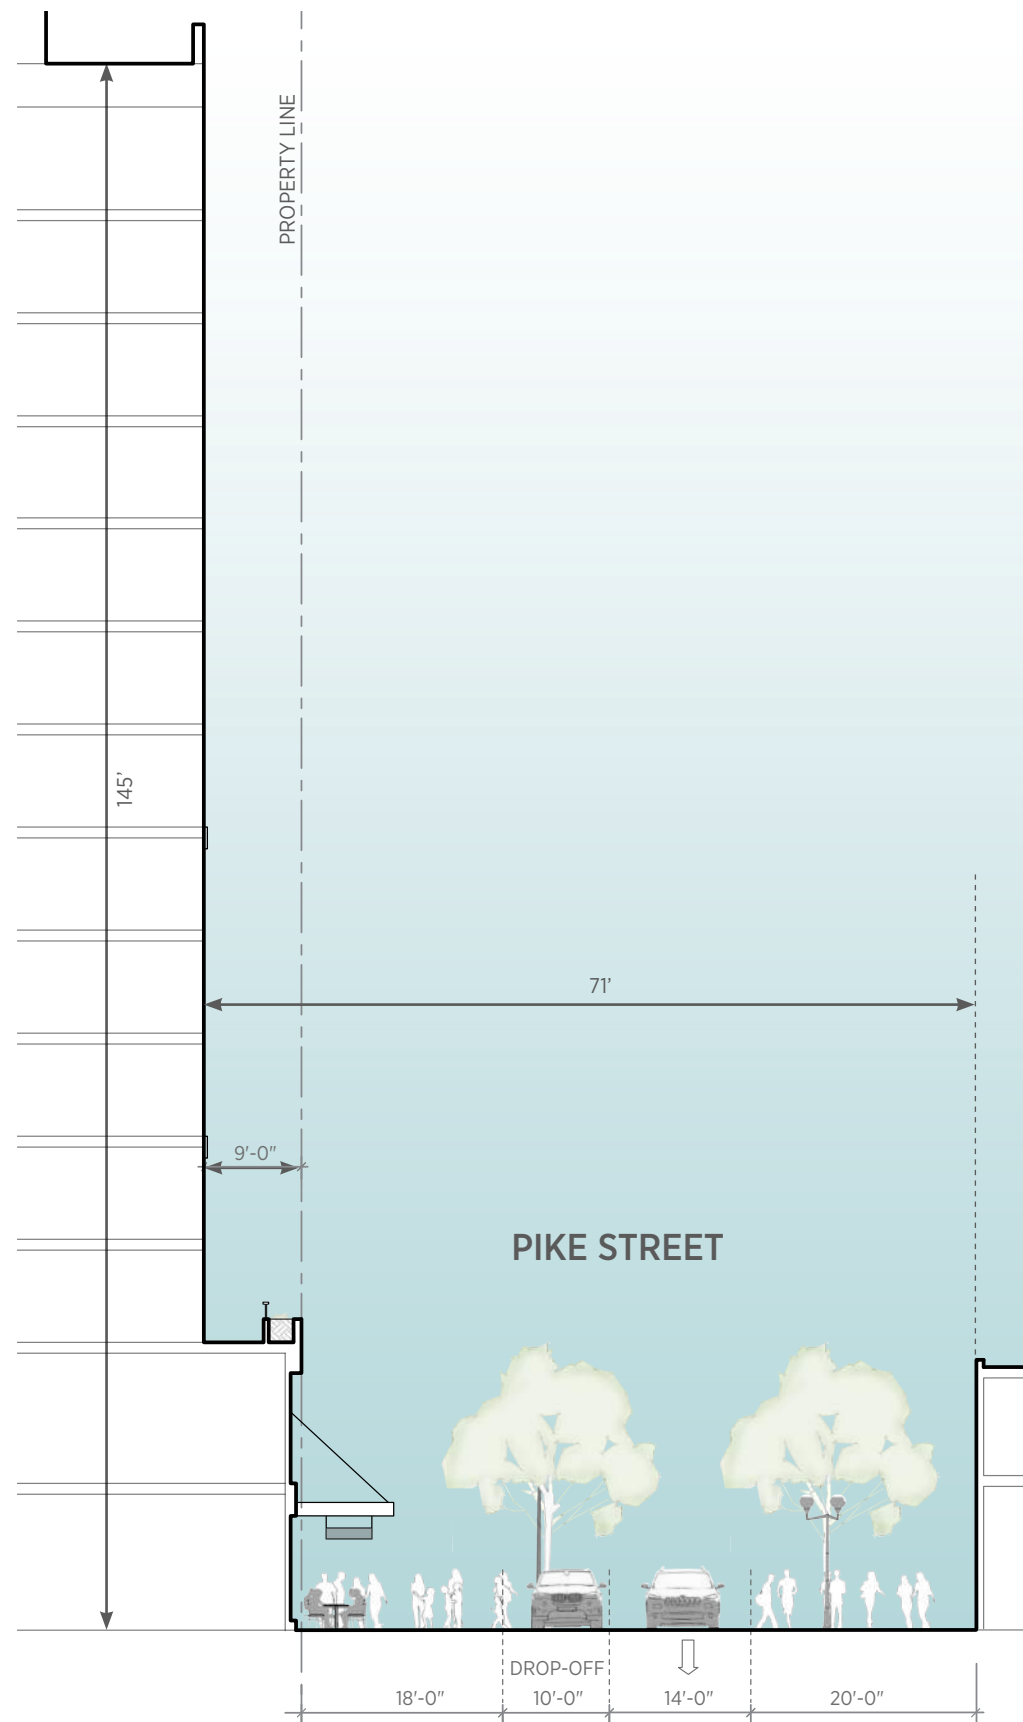 PROPERTY LINE
145’
71’
9'-0"
PIKE STREET
DROP-OFF
18'-0"
10'-0"
14'-0"
20'-0"